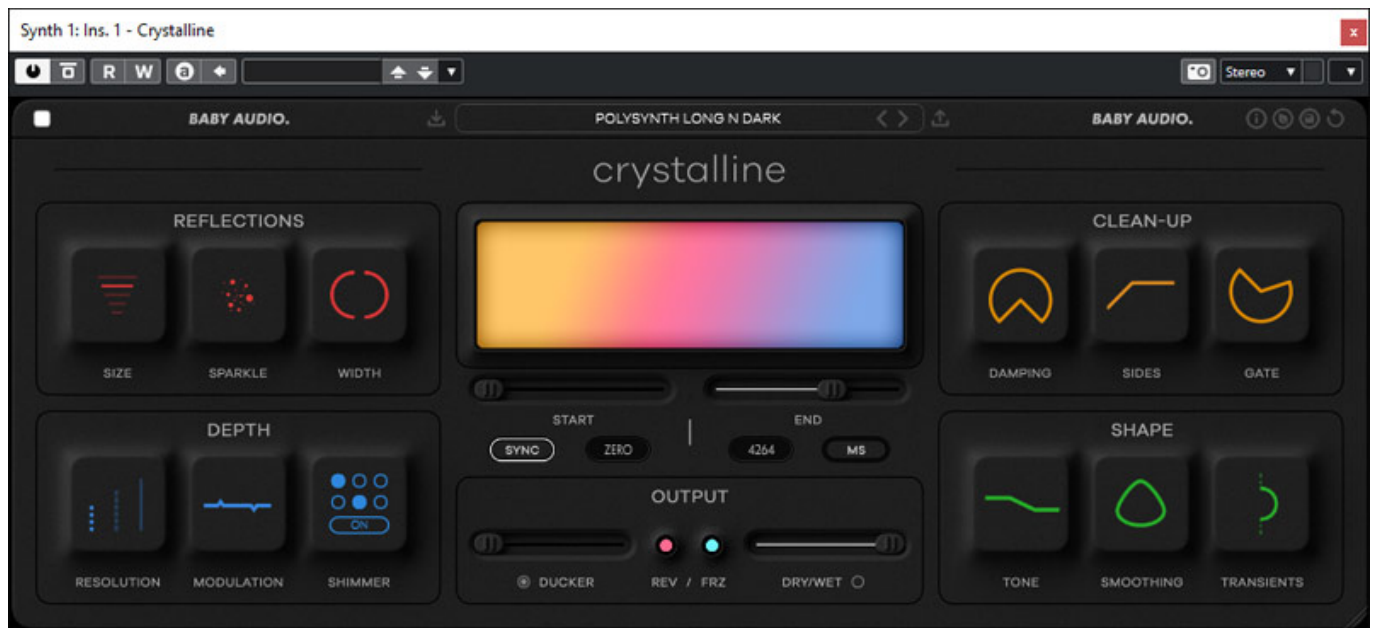 Synth 1: Ins. 1 - Crystalline
x
R W a Stereo
BABY AUDIO. POLYSYNTH LONG N DARK BABY AUDIO.
crystalline
REFLECTIONS
SIZE SPARKLE WIDTH
DEPTH
ON
RESOLUTION MODULATION SHIMMER
START END
SYNC ZERO 4264 MS
OUTPUT
DUCKER REV / FRZ DRY/WET
CLEAN-UP
DAMPING SIDES GATE
SHAPE
TONE SMOOTHING TRANSIENTS